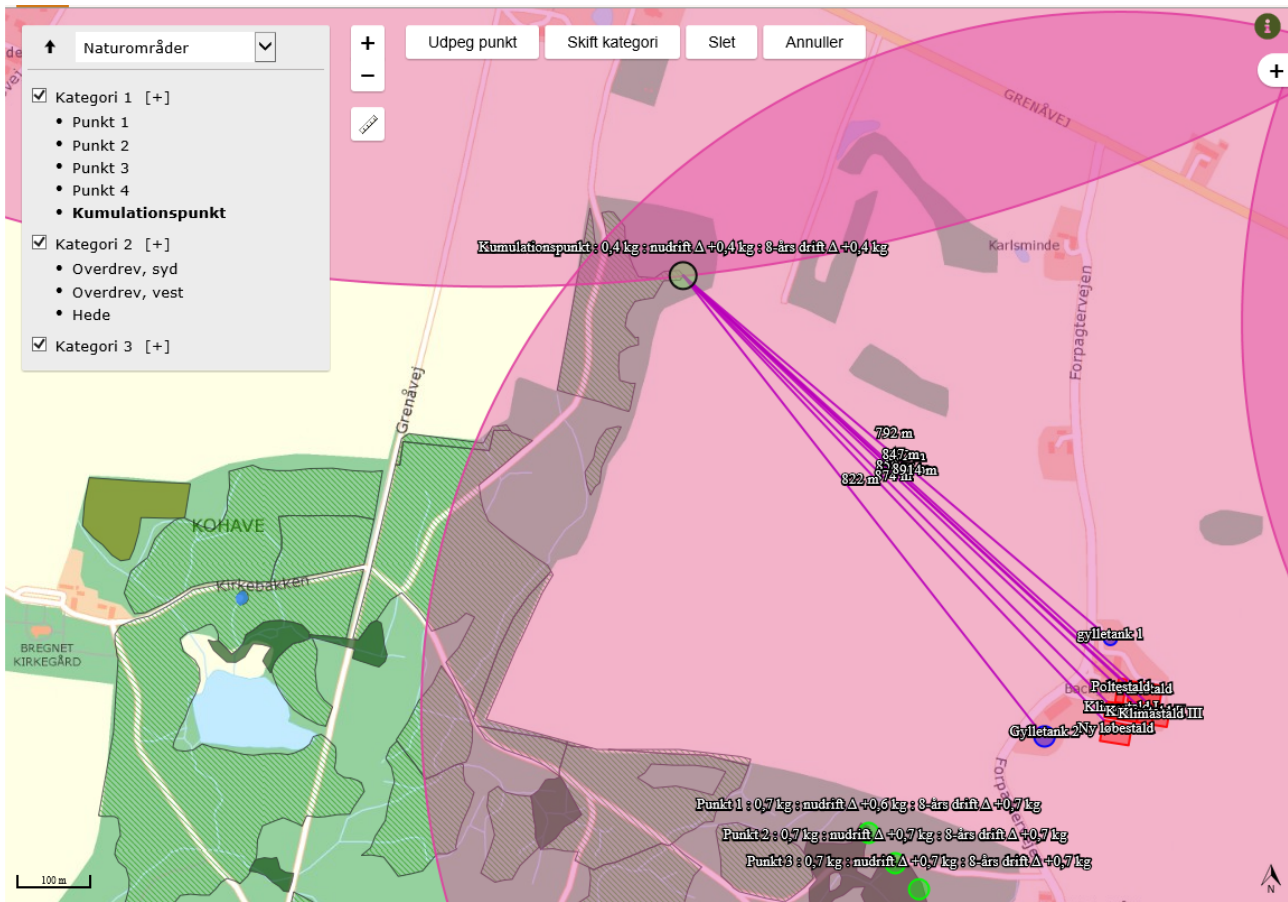 Naturområder
Kategori 1 [+]
Punkt 1
Punkt 2
Punkt 3
Punkt 4
Kumulationspunkt
Kategori 2 [+]
Overdrev, syd
Overdrev, vest
Hede
Kategori 3 [+]
+
−
Udpeg punkt
Skift kategori
Slet
Annuller
i
+
GRENÅVEJ
Karlsminde
Forpagtervejen
Kumulationspunkt : 0,4 kg : nudrift Δ +0,4 kg : 8-års drift Δ +0,4 kg
Grenåvej
792 m
847 m
874 m
822 m
KOHAVE
Kirkebakken
BREGNET
KIRKEGÅRD
gylletank 1
Poltestald
Klimastald III
Gylletank 2
Ny løbestald
Forpagtervejen
Punkt 1 : 0,7 kg : nudrift Δ +0,6 kg : 8-års drift Δ +0,7 kg
Punkt 2 : 0,7 kg : nudrift Δ +0,7 kg : 8-års drift Δ +0,7 kg
Punkt 3 : 0,7 kg : nudrift Δ +0,7 kg : 8-års drift Δ +0,7 kg
100 m
N